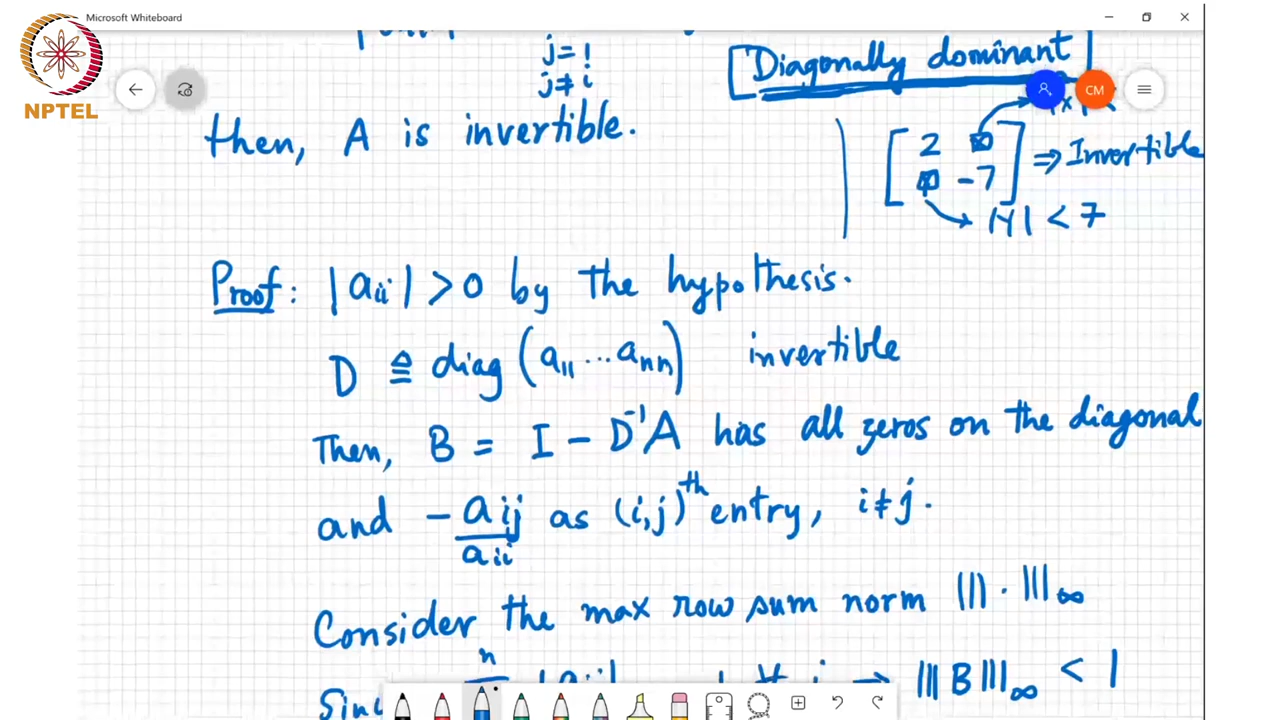 Microsoft Whiteboard
NPTEL
CM
j=1
j≠i
Diagonally dominant
then, A is invertible.
[2 x
y -7] ⇒ Invertible
|y| < 7
Proof: |aii| > 0 by the hypothesis.
D ≜ diag (a11 ... ann) invertible
Then, B = I - D⁻¹A has all zeros on the diagonal
and - aij/aii as (i,j)th entry, i≠j.
Consider the max row sum norm |||·|||∞
|||B|||∞ < 1